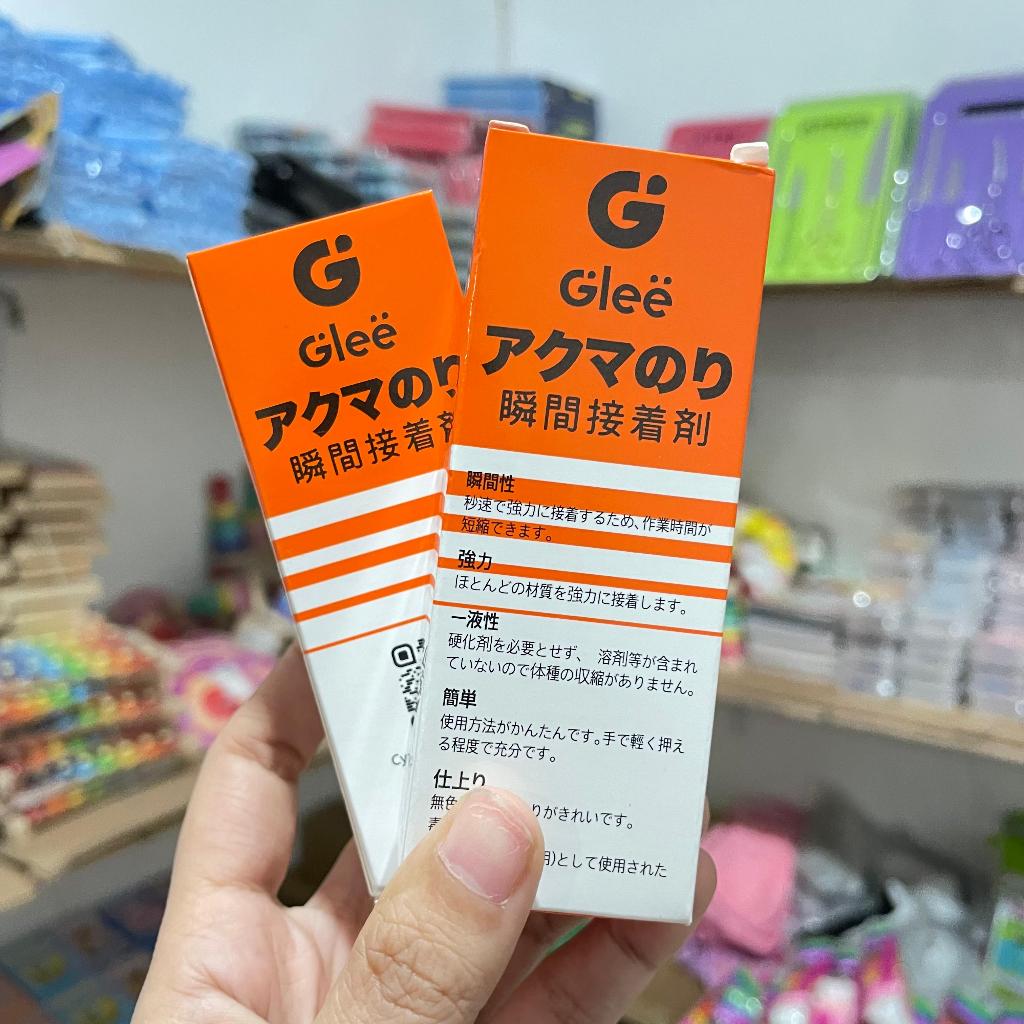 Gleë
アクマのり
瞬間接着
Gleë
アクマのり
瞬間接着剤
瞬間性
秒速で強力に接着するため、作業時間が
短縮できます。
強力
ほとんどの材質を強力に接着します。
一液性
硬化剤を必要とせず、 溶剤等が含まれ
ていないので体種の収縮がありません。
簡単
使用方法がかんたんです。手で軽く押え
る程度で充分です。
仕上り
無色
りがきれいです。
用)として使用された